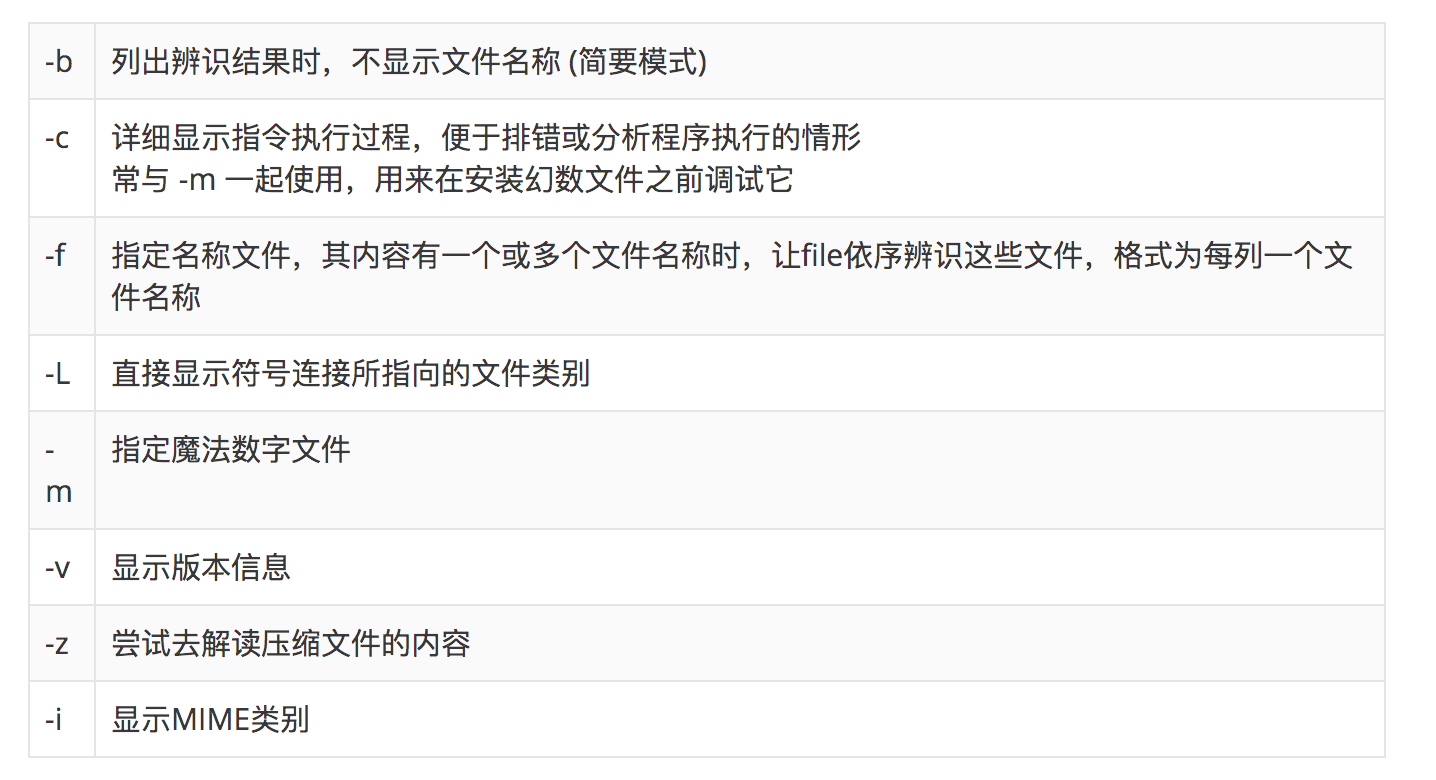 -b 列出辨识结果时，不显示文件名称 (简要模式)
-c 详细显示指令执行过程，便于排错或分析程序执行的情形
常与 -m 一起使用，用来在安装幻数文件之前调试它
-f 指定名称文件，其内容有一个或多个文件名称时，让file依序辨识这些文件，格式为每列一个文
件名称
-L 直接显示符号连接所指向的文件类别
- 指定魔法数字文件
m
-v 显示版本信息
-z 尝试去解读压缩文件的内容
-i 显示MIME类别